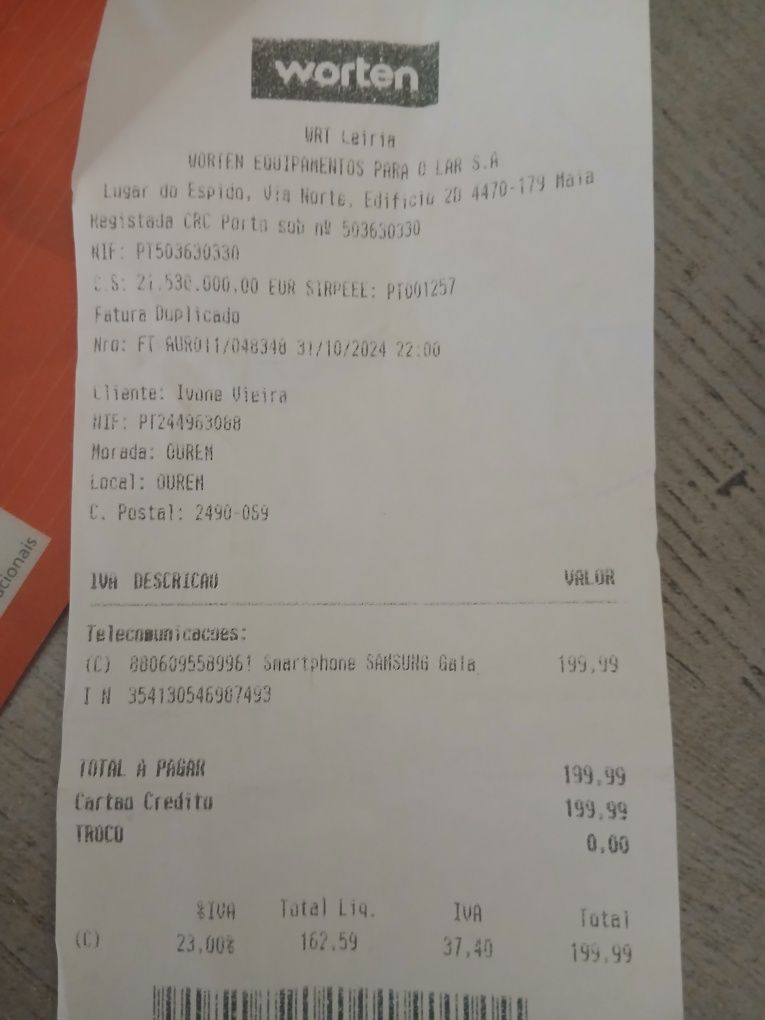 worten
WRT Leiria
WORTEN EQUIPAMENTOS PARA O LAR S.A
Lugar do Espido, Via Norte, Edificio 2D 4470-179 Maia
Registada CRC Porto sob nº 503630330
NIF: PT503630330
C.S: 27.530.000.00 EUR SIRPEEE: PT001257
Fatura Duplicado
Nro: FT AUR011/048348 31/10/2024 22:00
Cliente: Ivone Vieira
NIF: PT244963088
Morada: OUREM
Local: OUREM
C. Postal: 2490-059
IVA DESCRICAO VALOR
Telecomunicacoes:
(C) 8806095589961 Smartphone SAMSUNG Gala 199,99
I N 354130546987493
TOTAL A PAGAR 199,99
Cartao Credito 199,99
TROCO 0,00
%IVA Total Liq. IVA Total
(C) 23,00% 162,59 37,40 199,99
cionais